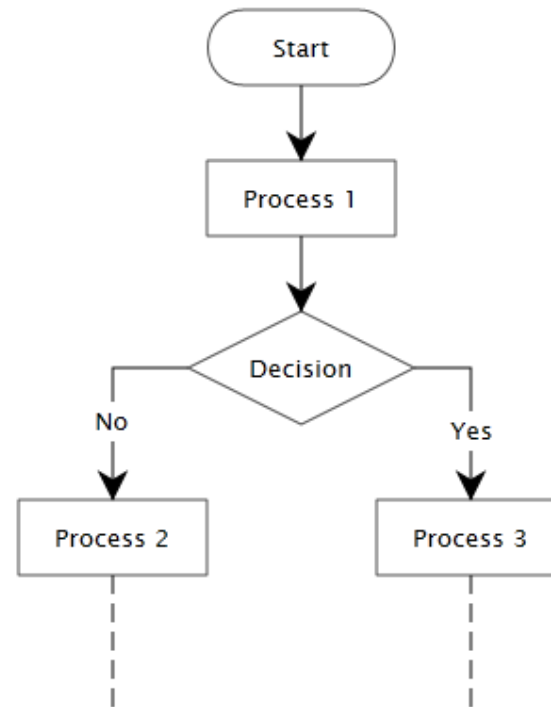 Start
Process 1
Decision
No
Yes
Process 2
Process 3